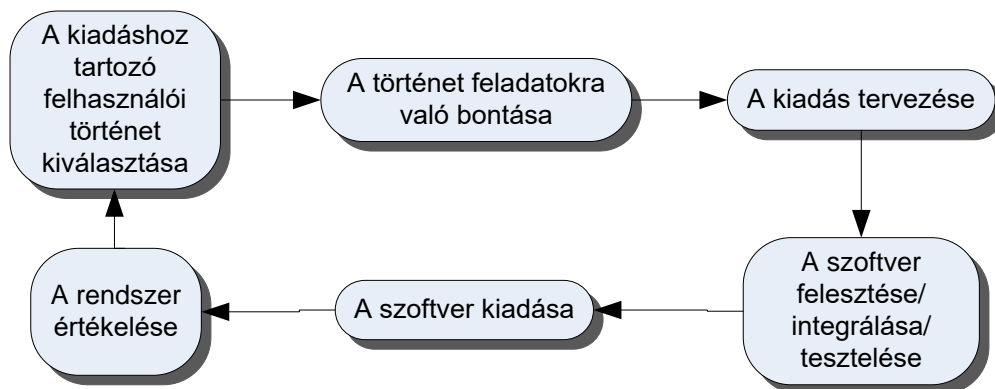 A kiadáshoz
tartozó
felhasználói
történet
kiválasztása
A történet feladatokra
való bontása
A kiadás tervezése
A szoftver
felesztése/
integrálása/
tesztelése
A szoftver kiadása
A rendszer
értékelése